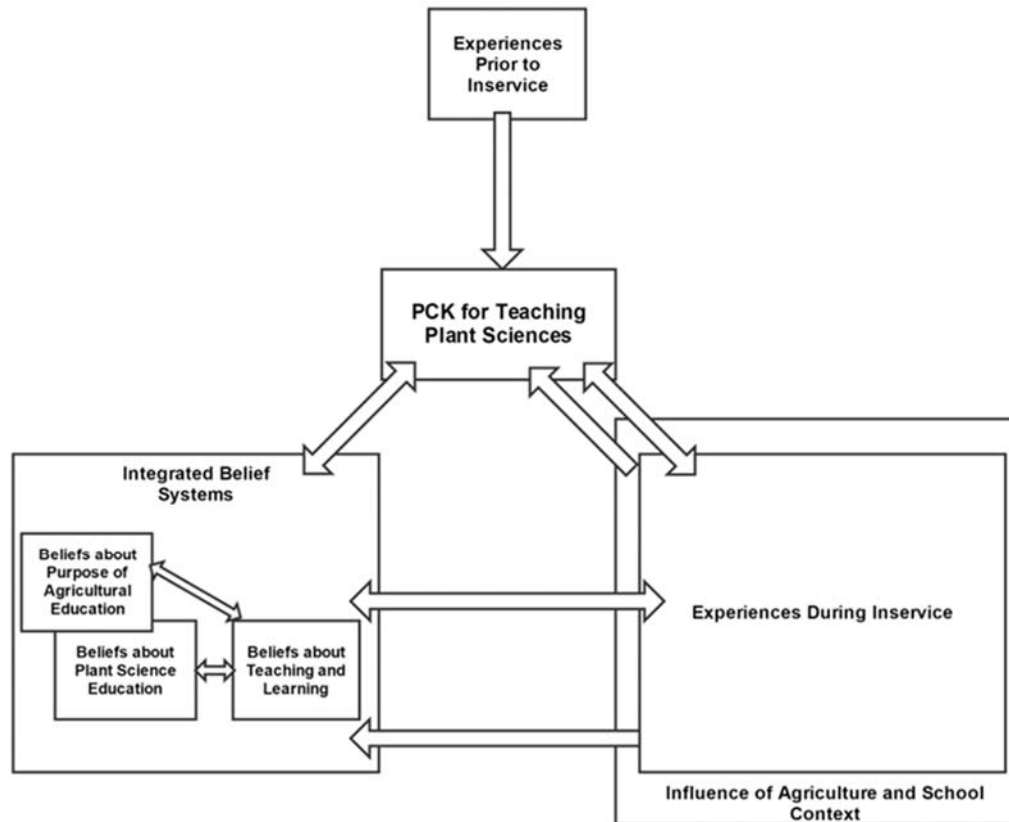 Experiences
Prior to
Inservice
PCK for Teaching
Plant Sciences
Integrated Belief
Systems
Beliefs about
Purpose of
Agricultural
Education
Beliefs about
Plant Science
Education
Beliefs about
Teaching and
Learning
Experiences During Inservice
Influence of Agriculture and School
Context